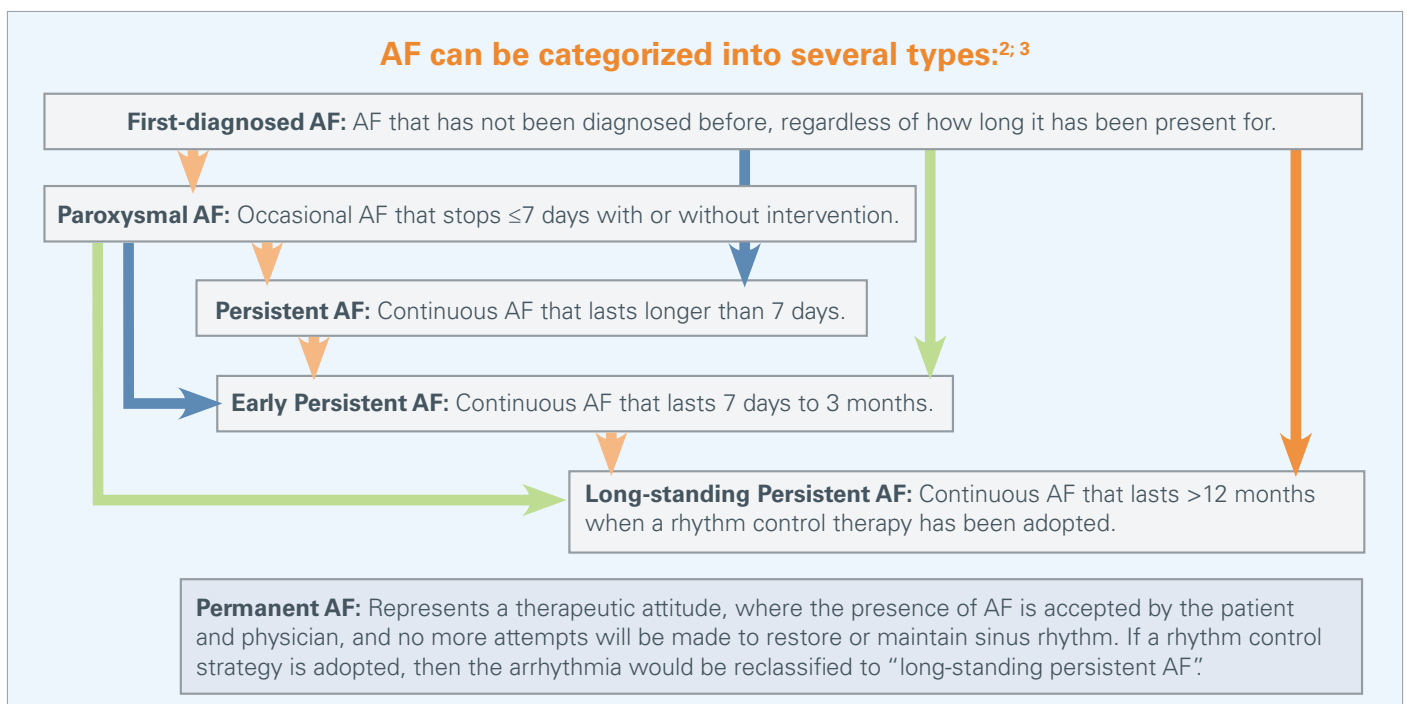 AF can be categorized into several types:2; 3
First-diagnosed AF: AF that has not been diagnosed before, regardless of how long it has been present for.
Paroxysmal AF: Occasional AF that stops ≤7 days with or without intervention.
Persistent AF: Continuous AF that lasts longer than 7 days.
Early Persistent AF: Continuous AF that lasts 7 days to 3 months.
Long-standing Persistent AF: Continuous AF that lasts >12 months
when a rhythm control therapy has been adopted.
Permanent AF: Represents a therapeutic attitude, where the presence of AF is accepted by the patient
and physician, and no more attempts will be made to restore or maintain sinus rhythm. If a rhythm control
strategy is adopted, then the arrhythmia would be reclassified to “long-standing persistent AF”.